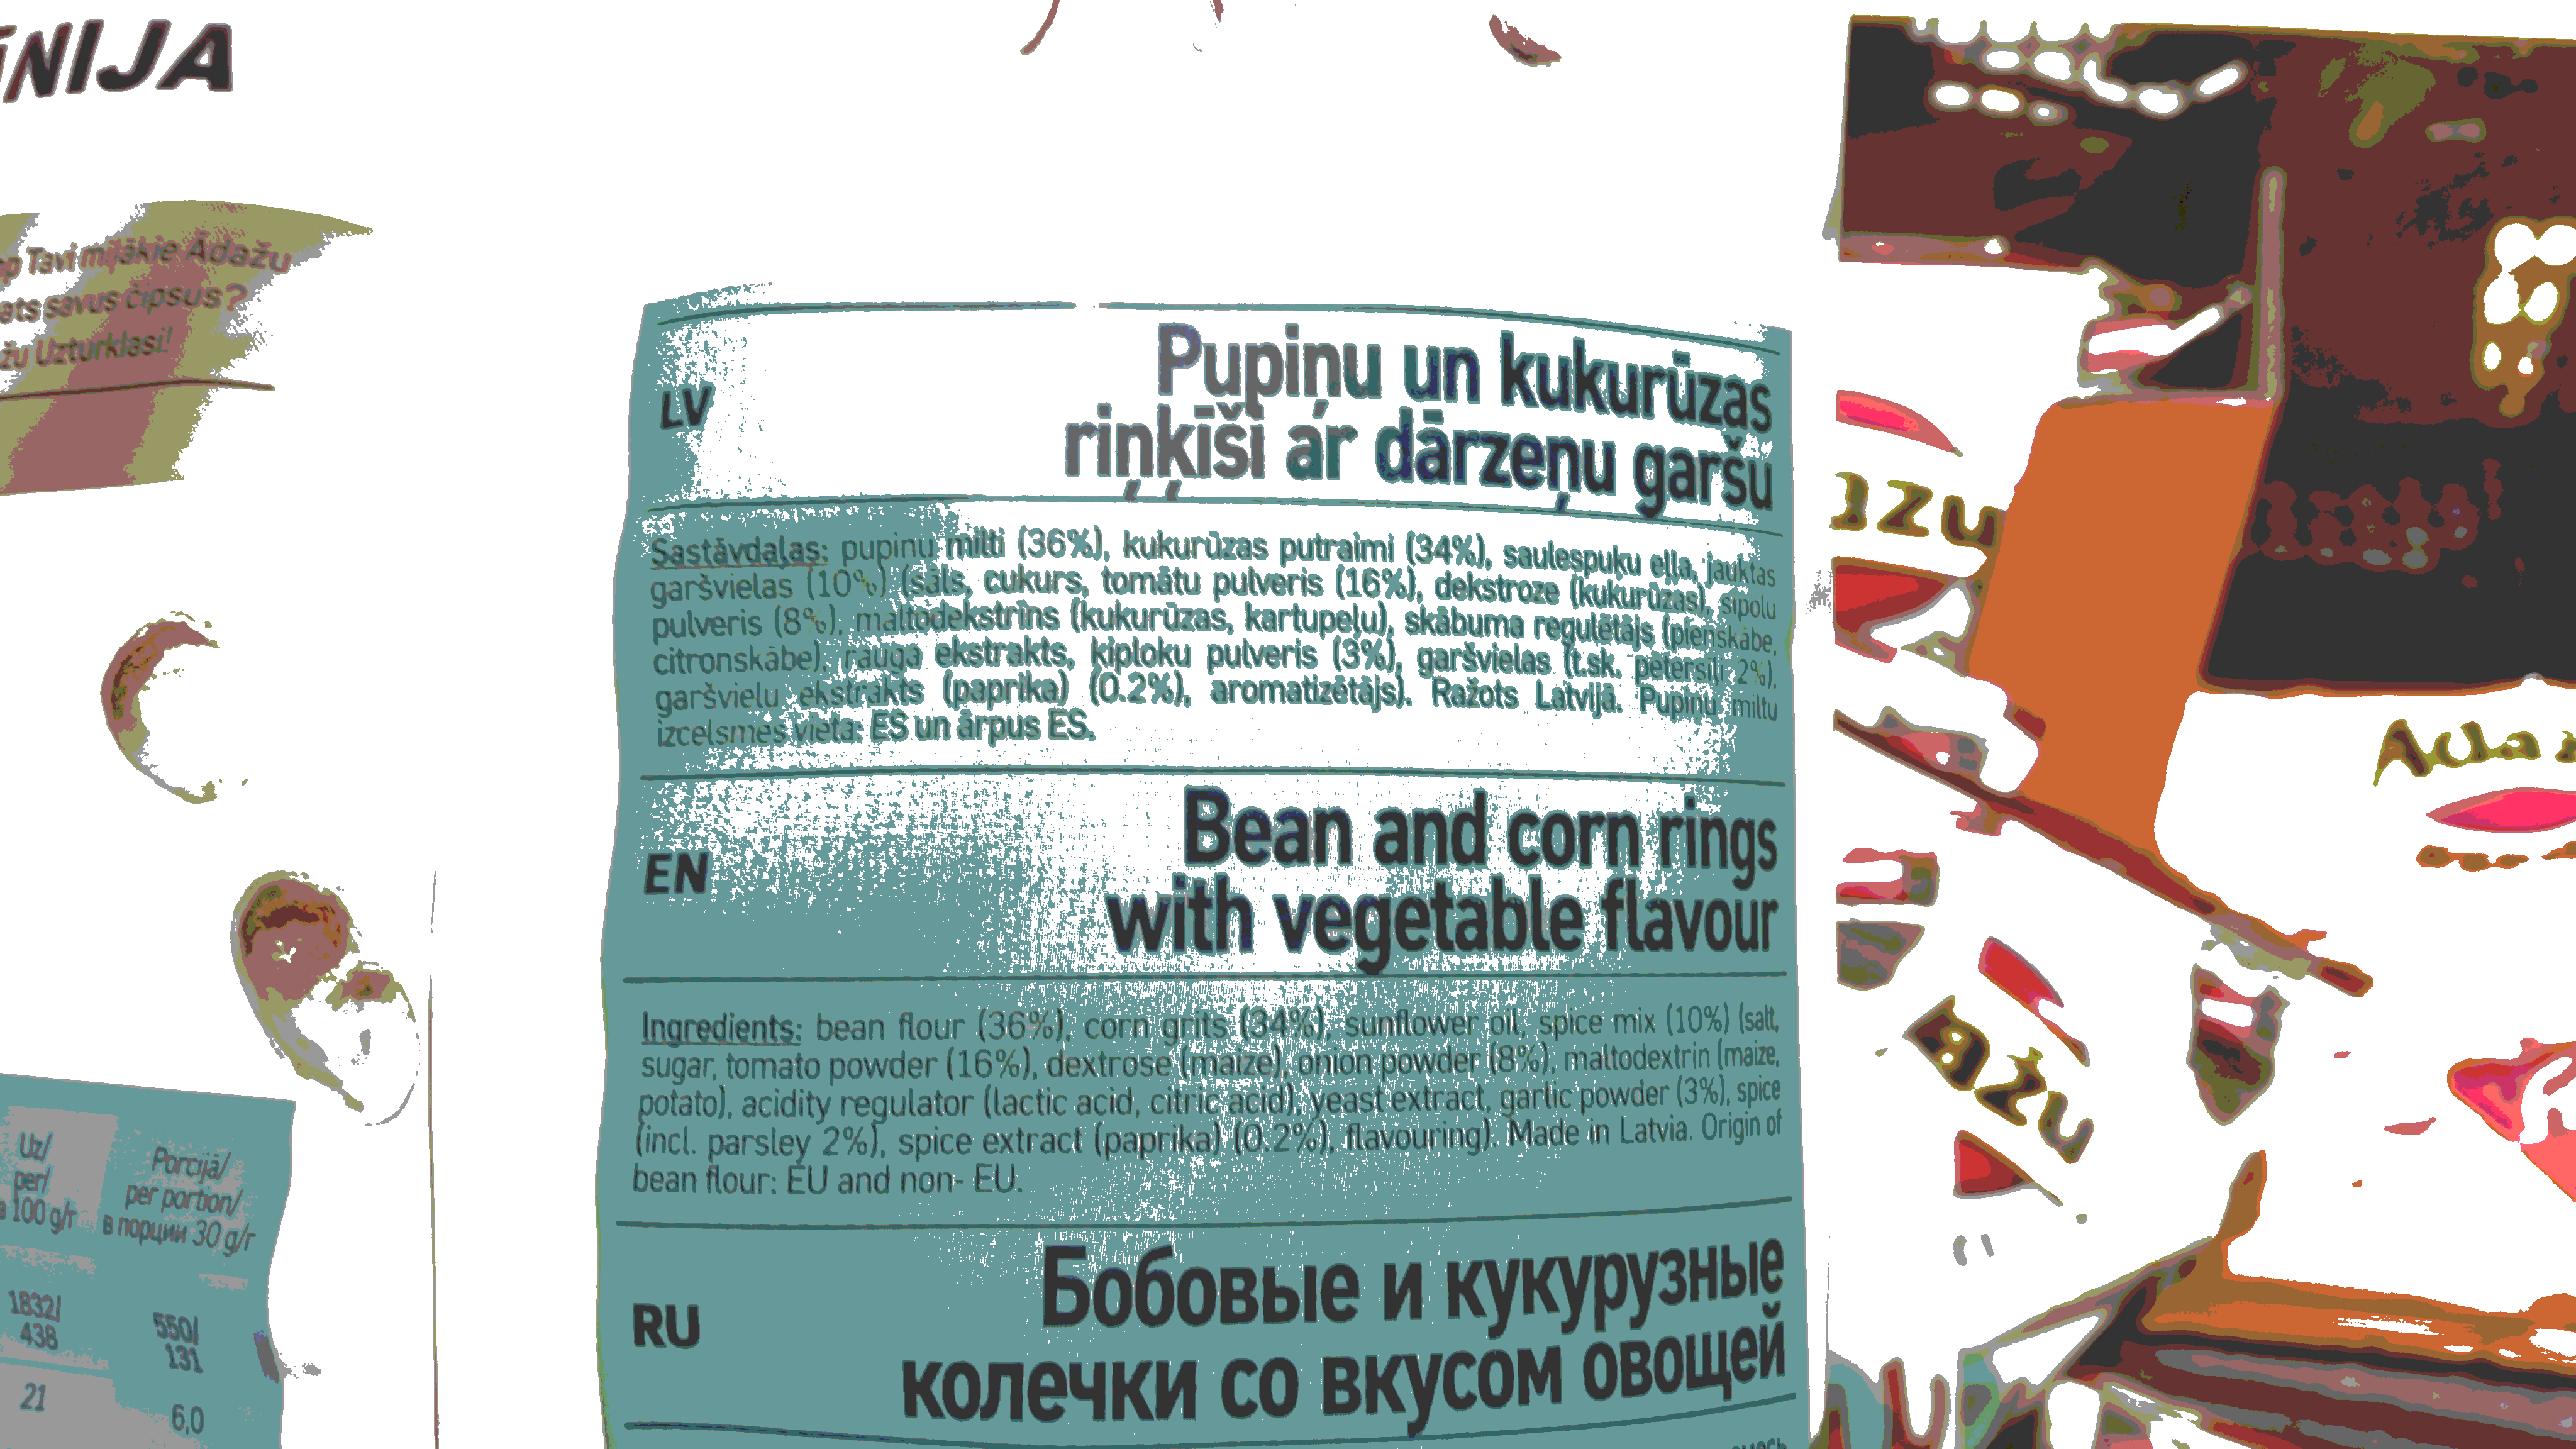 NIJA
Tavi mīļākie Ādažu
savus čipsus?
Uzturklasi!
LV
Pupiņu un kukurūzas
riņķīši ar dārzeņu garšu
Sastāvdaļas: pupiņu milti (36%), kukurūzas putraimi (34%), saulespuķu eļļa, jauktas
garšvielas (10%) (sāls, cukurs, tomātu pulveris (16%), dekstroze (kukurūzas), sīpolu
pulveris (8%), maltodekstrīns (kukurūzas, kartupeļu), skābuma regulētājs (pienskābe,
citronskābe), rauga ekstrakts, ķiploku pulveris (3%), garšvielas (t.sk. pētersīļi 2%),
garšvielu ekstrakts (paprika) (0.2%), aromatizētājs). Ražots Latvijā. Pupiņu miltu
izcelsmes vieta: ES un ārpus ES.
EN
Bean and corn rings
with vegetable flavour
Ingredients: bean flour (36%), corn grits (34%), sunflower oil, spice mix (10%) (salt,
sugar, tomato powder (16%), dextrose (maize), onion powder (8%), maltodextrin (maize,
potato), acidity regulator (lactic acid, citric acid), yeast extract, garlic powder (3%), spice
(incl. parsley 2%), spice extract (paprika) (0.2%), flavouring). Made in Latvia. Origin of
bean flour: EU and non- EU.
RU
Бобовые и кукурузные
колечки со вкусом овощей
Uz/
per/
в 100 g/г
Porcijā/
per portion/
в порции 30 g/г
1832/
438
550/
131
21
6,0
ažu